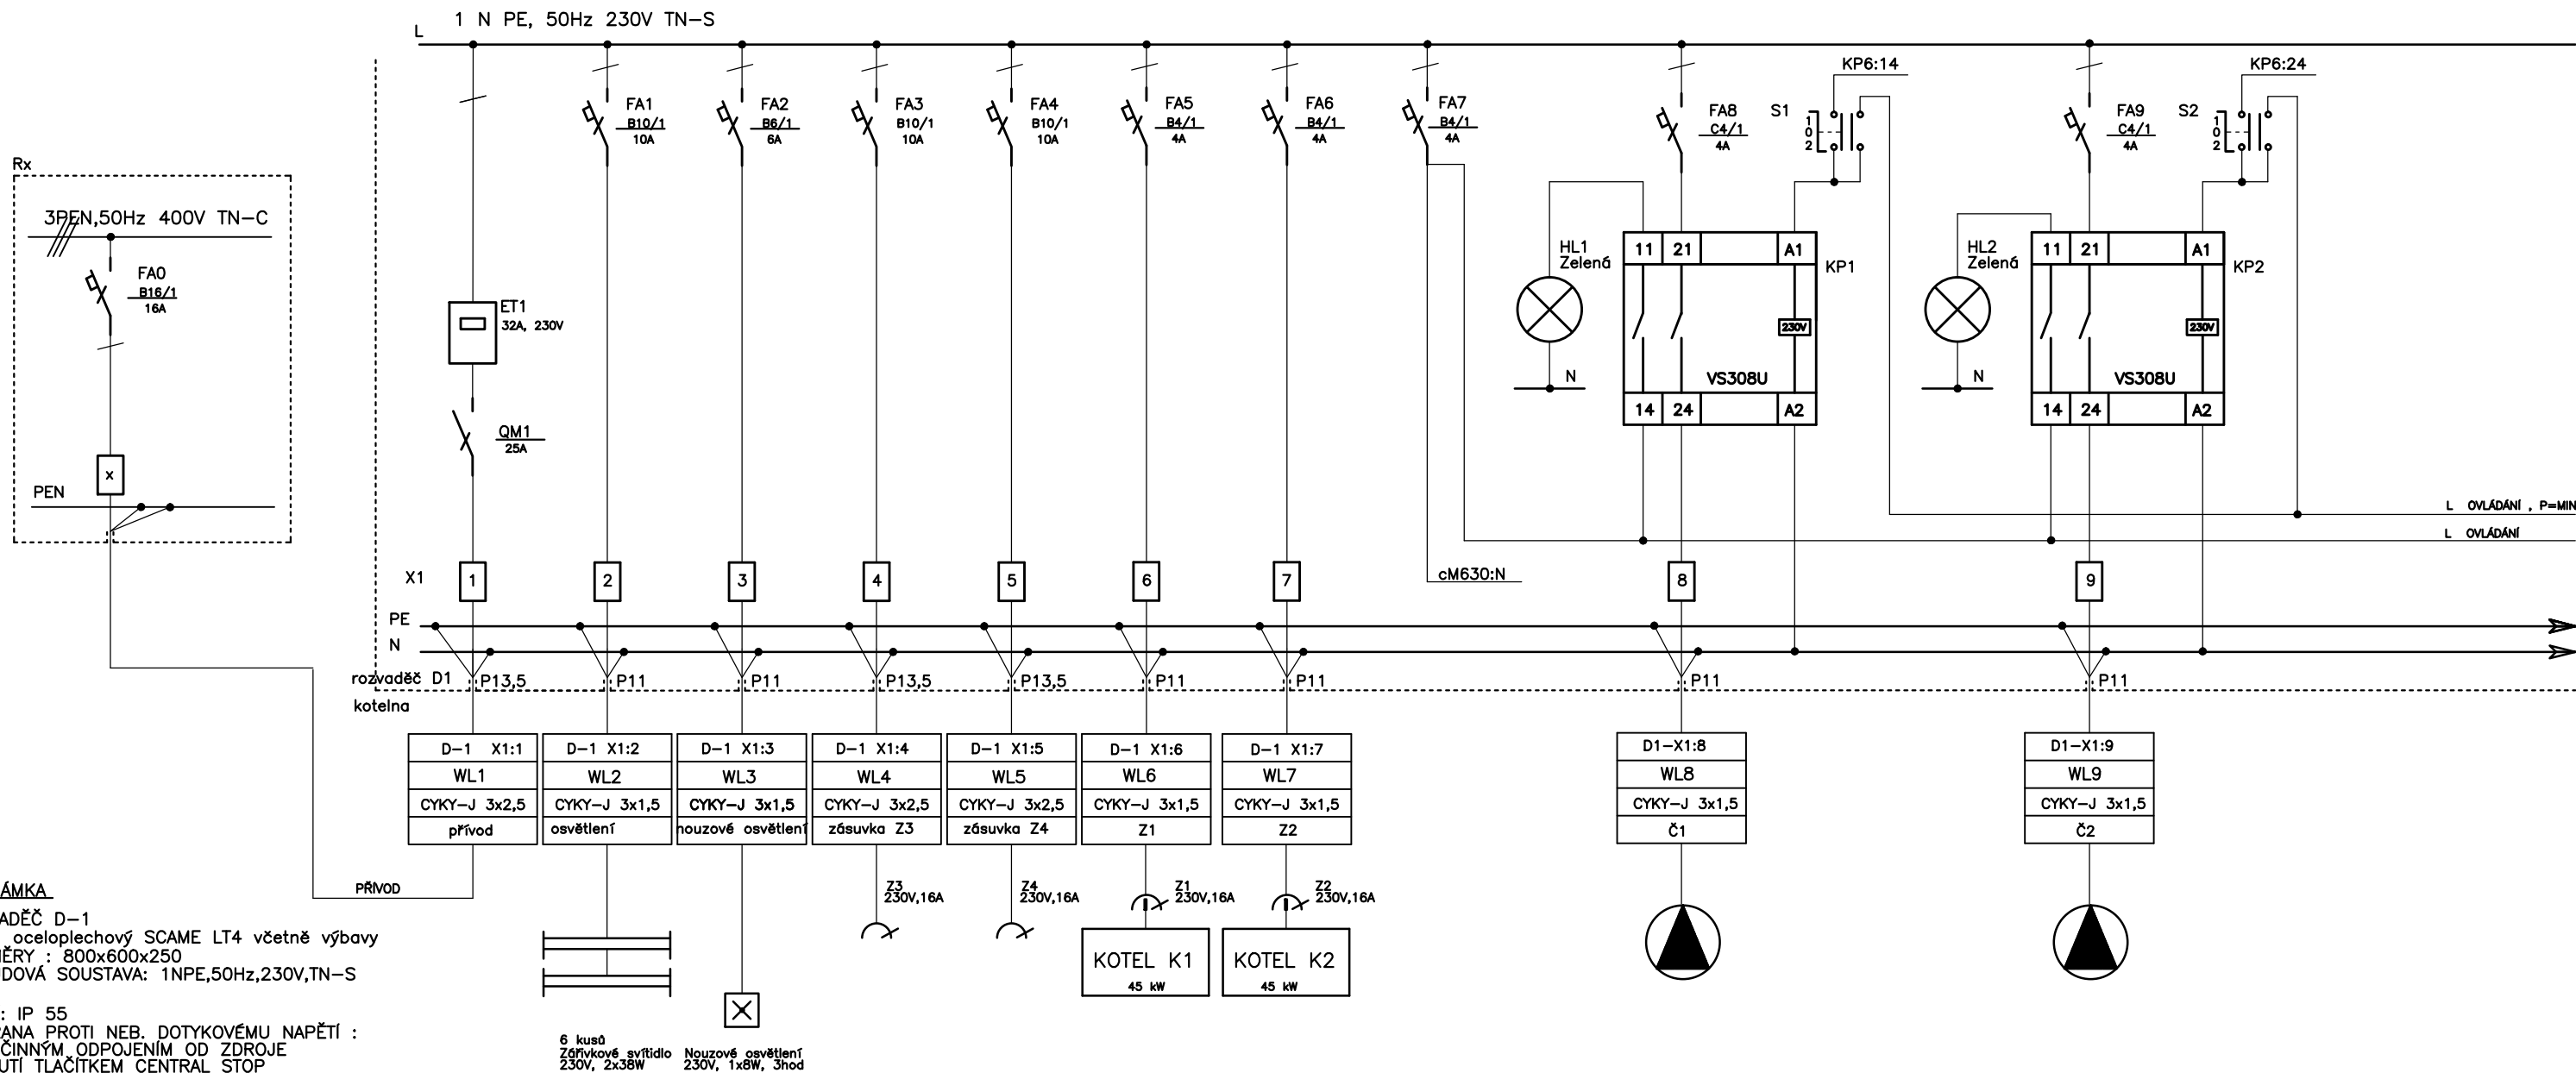 1 N PE, 50Hz 230V TN-S
L
KP6:14
KP6:24
FA1
B10/1
10A
FA2
B6/1
6A
FA3
B10/1
10A
FA4
B10/1
10A
FA5
B4/1
4A
FA6
B4/1
4A
FA7
B4/1
4A
FA8
C4/1
4A
S1
1
0
2
FA9
C4/1
4A
S2
1
0
2
Rx
3PEN,50Hz 400V TN-C
FA0
B16/1
16A
x
PEN
ET1
32A, 230V
QM1
25A
HL1
Zelená
N
11
21
A1
KP1
230V
VS308U
14
24
A2
HL2
Zelená
N
11
21
A1
KP2
230V
VS308U
14
24
A2
L OVLÁDÁNÍ , P=MIN
L OVLÁDÁNÍ
X1
1
2
3
4
5
6
7
cM630:N
8
9
PE
N
rozvaděč D1
kotelna
P13,5
P11
P11
P13,5
P13,5
P11
P11
P11
P11
D-1 X1:1
WL1
CYKY-J 3x2,5
přívod
D-1 X1:2
WL2
CYKY-J 3x1,5
osvětlení
D-1 X1:3
WL3
CYKY-J 3x1,5
nouzové osvětlení
D-1 X1:4
WL4
CYKY-J 3x2,5
zásuvka Z3
D-1 X1:5
WL5
CYKY-J 3x2,5
zásuvka Z4
D-1 X1:6
WL6
CYKY-J 3x1,5
Z1
D-1 X1:7
WL7
CYKY-J 3x1,5
Z2
D1-X1:8
WL8
CYKY-J 3x1,5
Č1
D1-X1:9
WL9
CYKY-J 3x1,5
Č2
PŘÍVOD
Z3
230V,16A
Z4
230V,16A
Z1
230V,16A
Z2
230V,16A
KOTEL K1
45 kW
KOTEL K2
45 kW
6 kusů
Zářivkové svítidlo
230V, 2x38W
Nouzové osvětlení
230V, 1x8W, 3hod
ÁMKA
ADĚČ D-1
oceloplechový SCAME LT4 včetně výbavy
ĚRY : 800x600x250
DOVÁ SOUSTAVA: 1NPE,50Hz,230V,TN-S
: IP 55
ANA PROTI NEB. DOTYKOVÉMU NAPĚTÍ :
ČINNÝM ODPOJENÍM OD ZDROJE
UTÍ TLAČÍTKEM CENTRAL STOP